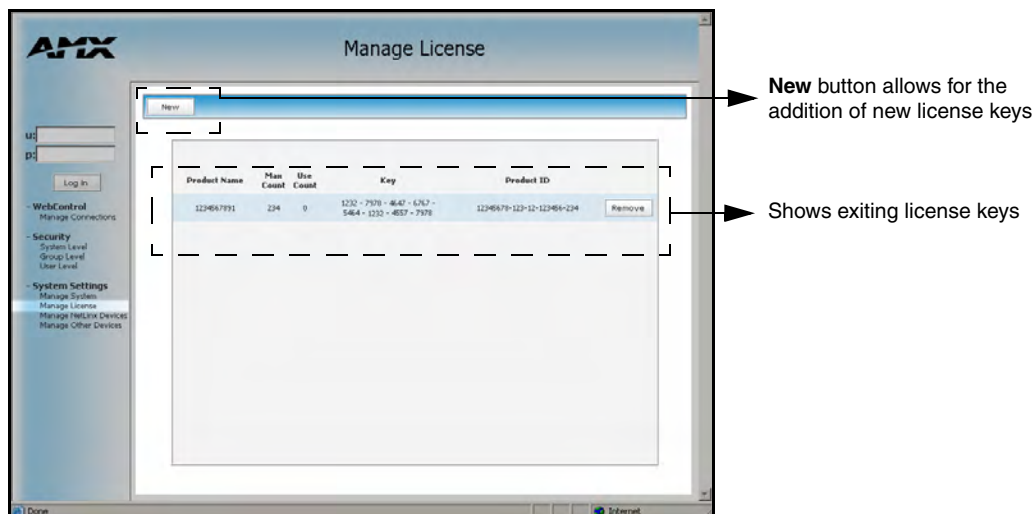 AMX
Manage License
New
New button allows for the
addition of new license keys
u:
p:
Log In
- WebControl
Manage Connections
- Security
System Level
Group Level
User Level
- System Settings
Manage System
Manage License
Manage NetLinx Devices
Manage Other Devices
Product Name Man Count Use Count Key Product ID
1234567891 234 0 1232 - 7978 - 4647 - 6767 - 5464 - 1232 - 4657 - 7978 12345678-123-12-123456-234 Remove
Shows exiting license keys
Done
Internet